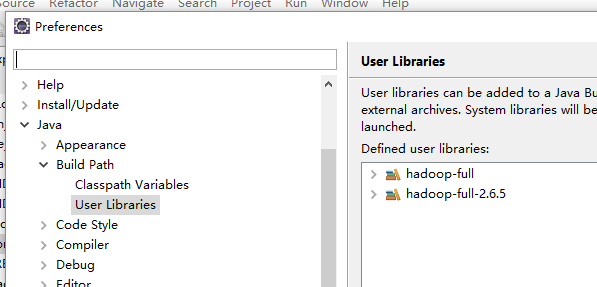 Source Refactor Navigate Search Project Run Window Help
Preferences
Help
Install/Update
Java
Appearance
Build Path
Classpath Variables
User Libraries
Code Style
Compiler
Debug
Editor
User Libraries
User libraries can be added to a Java Bu
external archives. System libraries will be
launched.
Defined user libraries:
hadoop-full
hadoop-full-2.6.5